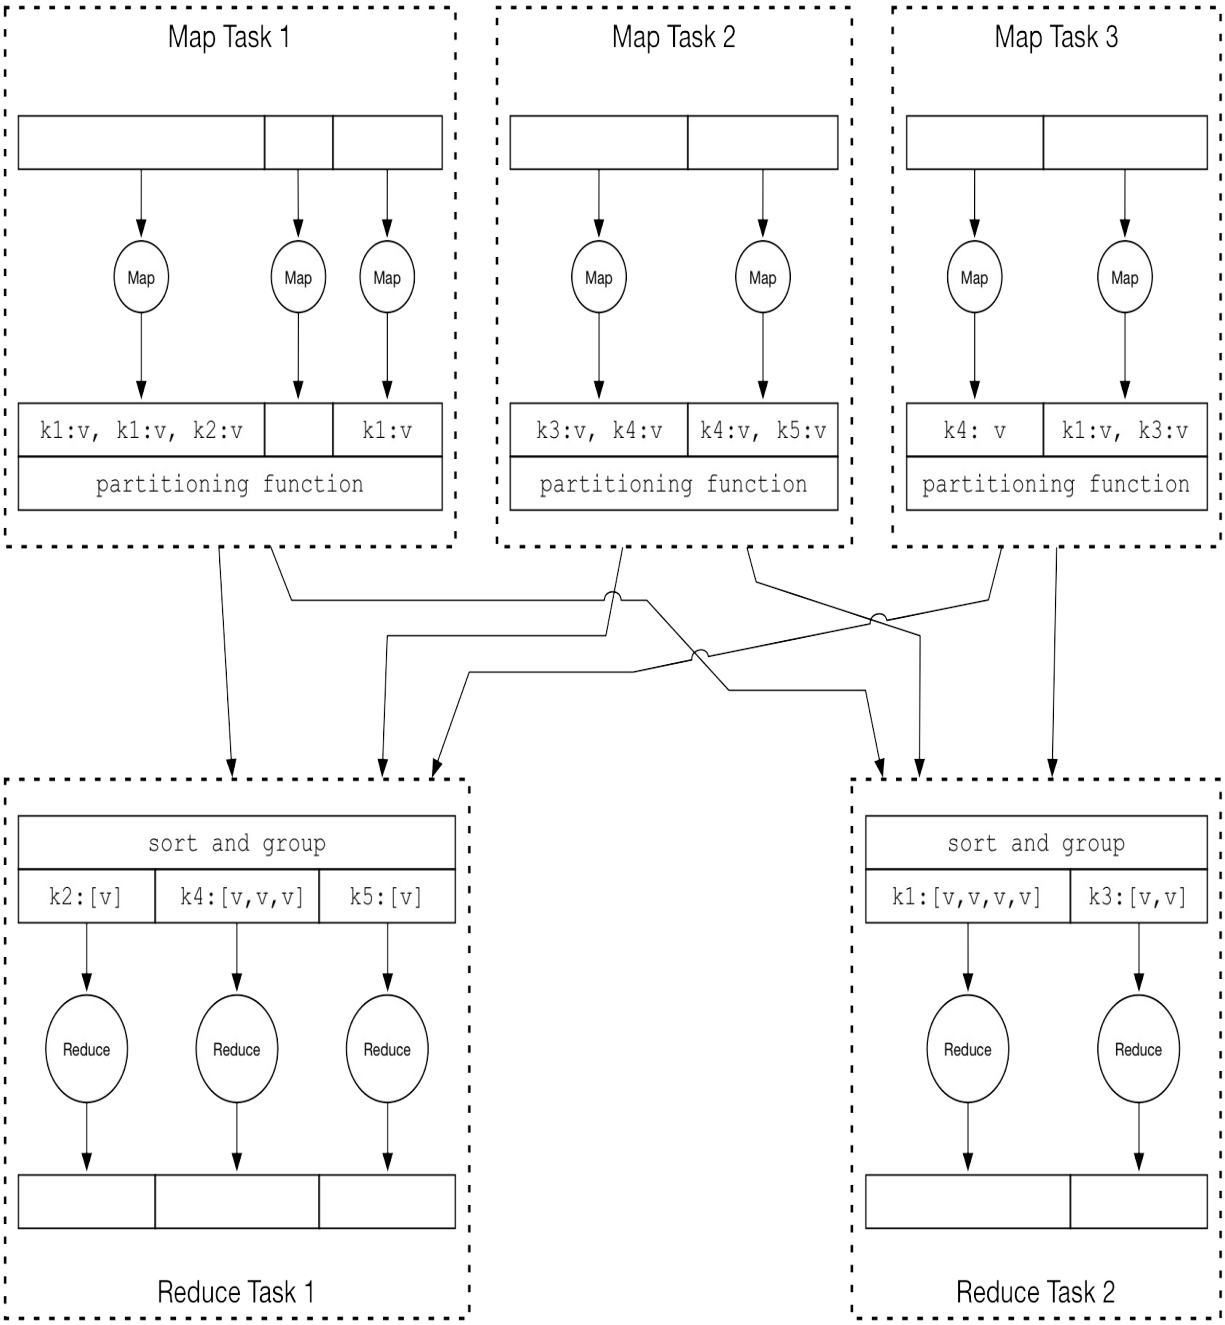 Map Task 1
Map Task 2
Map Task 3
Map
Map
Map
Map
Map
Map
Map
k1:v, k1:v, k2:v
k1:v
k3:v, k4:v
k4:v, k5:v
k4: v
k1:v, k3:v
partitioning function
partitioning function
partitioning function
sort and group
sort and group
k2:[v]
k4:[v,v,v]
k5:[v]
k1:[v,v,v,v]
k3:[v,v]
Reduce
Reduce
Reduce
Reduce
Reduce
Reduce Task 1
Reduce Task 2